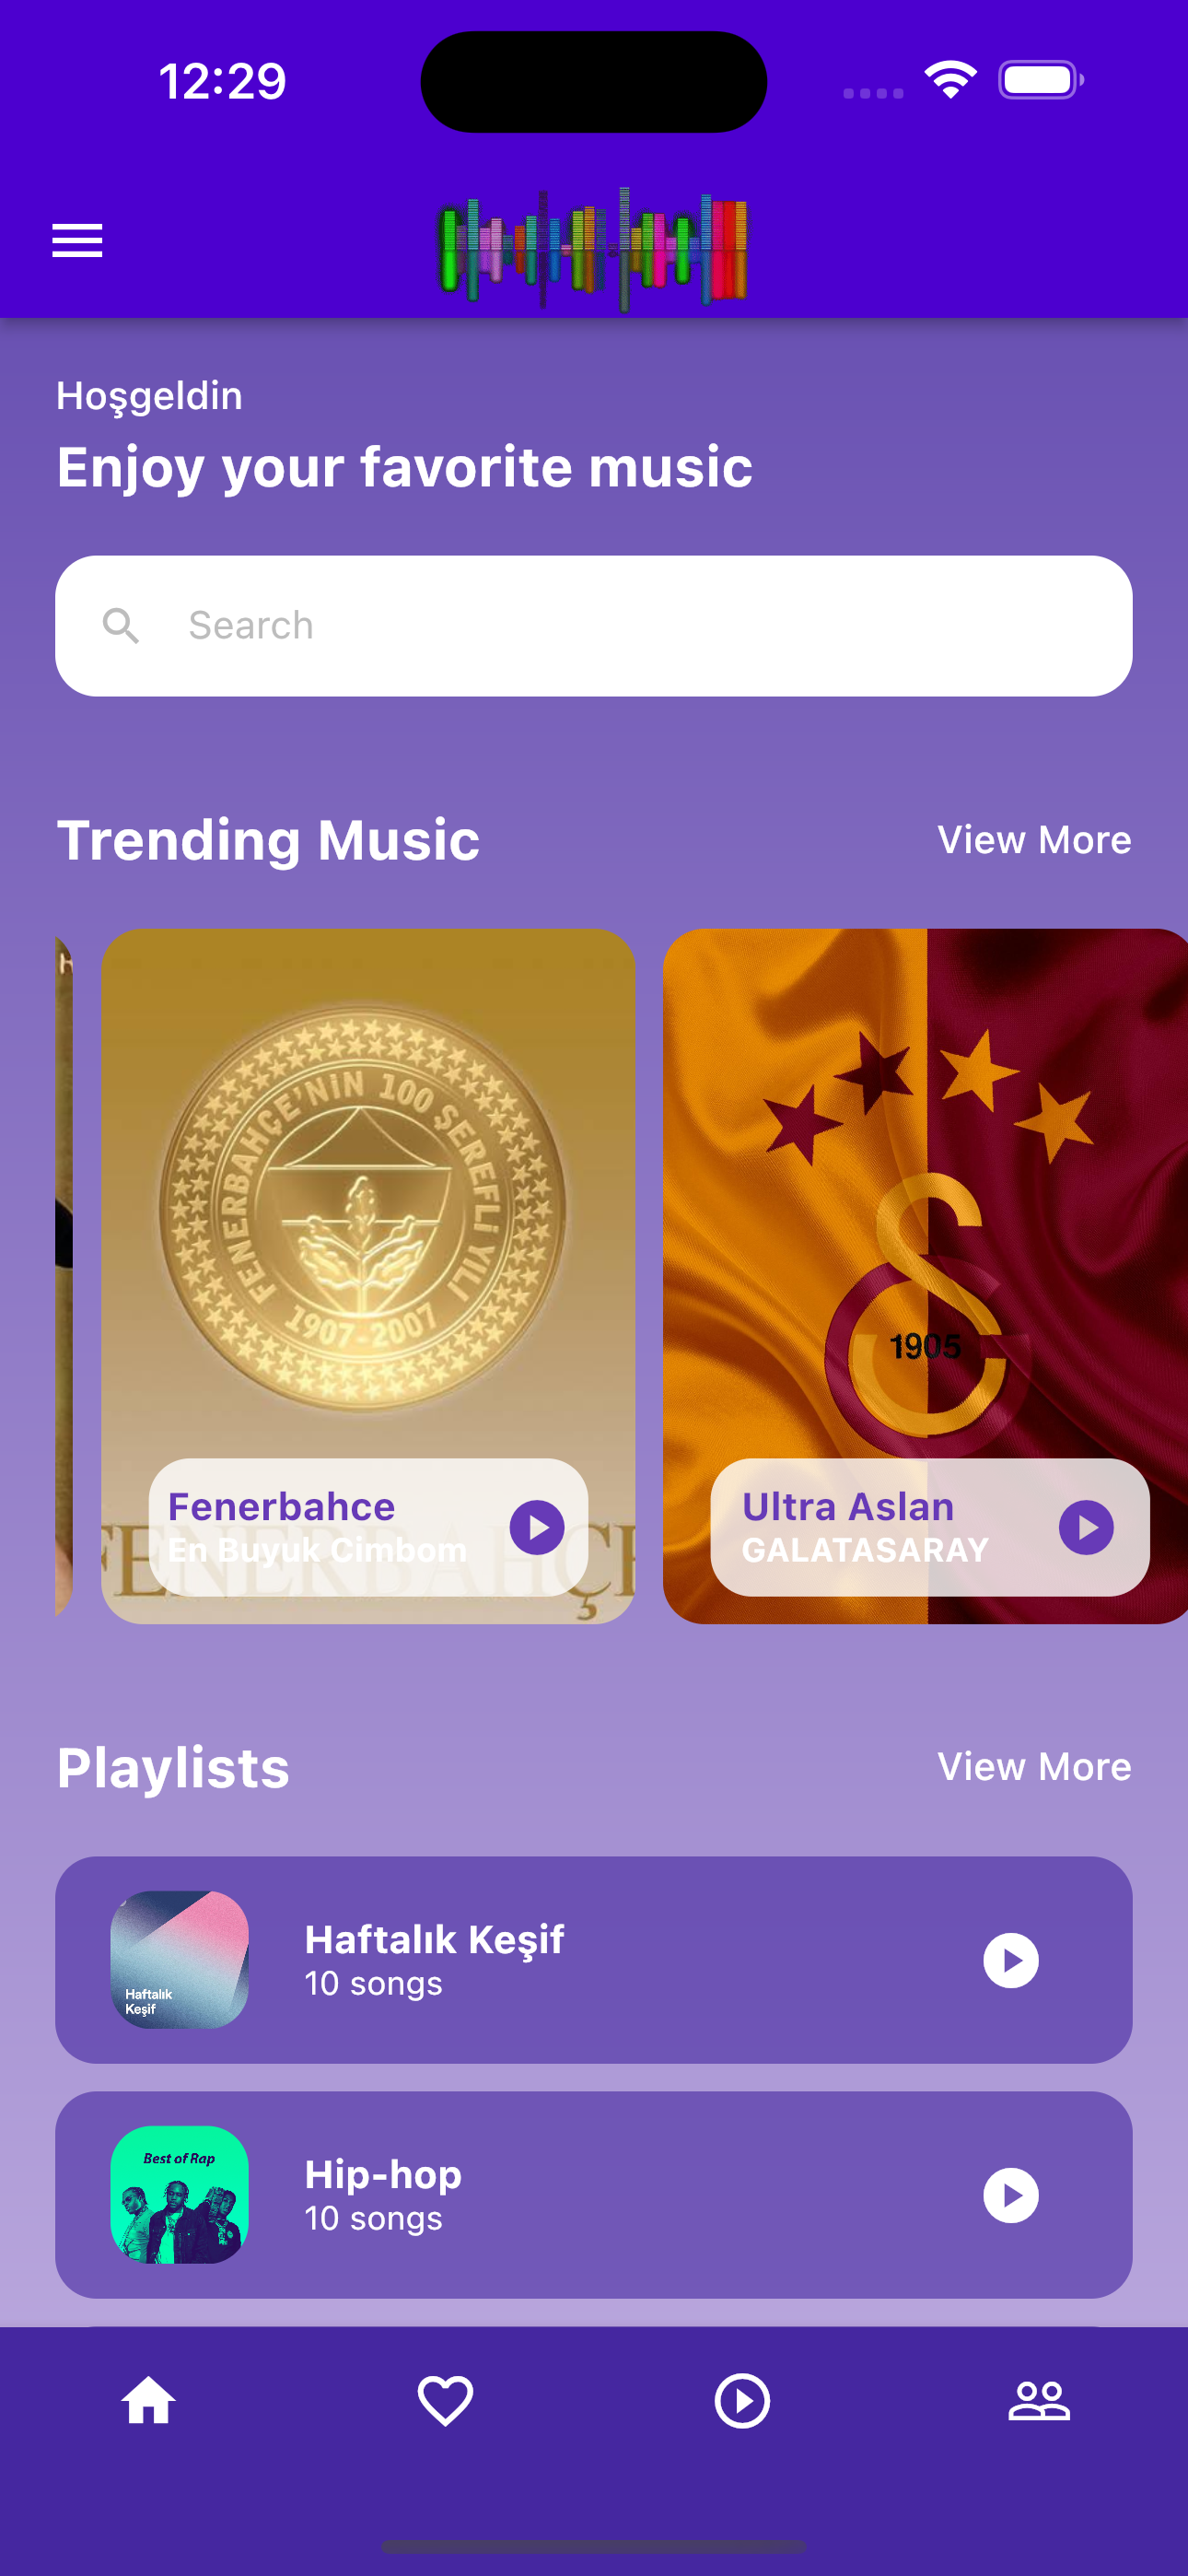 12:29
Hoşgeldin
Enjoy your favorite music
Search
Trending Music
View More
FENERBAHÇE'NİN 100 ŞEREFLİ YILI
1907-2007
1905
Fenerbahce
En Buyuk Cimbom
FENERBAHÇE
Ultra Aslan
GALATASARAY
Playlists
View More
Haftalık
Keşif
Haftalık Keşif
10 songs
Best of Rap
Hip-hop
10 songs